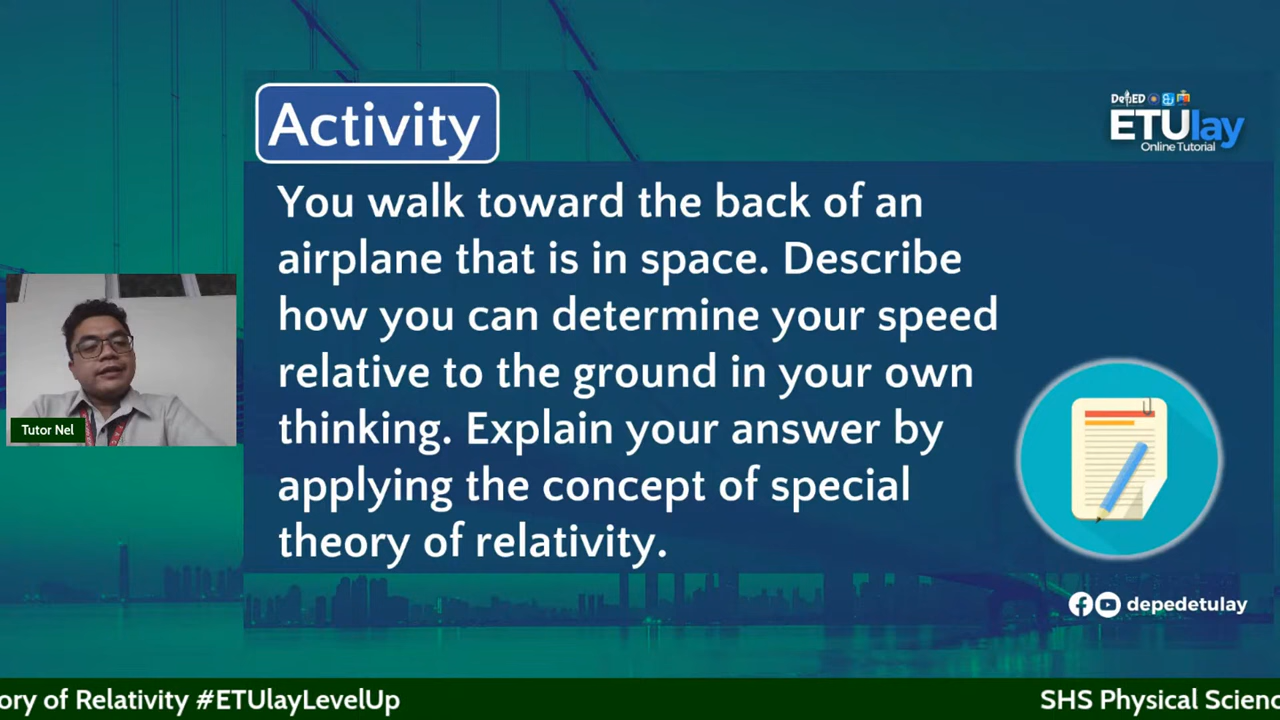 Activity
DepED
ETUlay
Online Tutorial
You walk toward the back of an
airplane that is in space. Describe
how you can determine your speed
relative to the ground in your own
thinking. Explain your answer by
applying the concept of special
theory of relativity.
Tutor Nel
depedetulay
ory of Relativity #ETUlayLevelUp
SHS Physical Scienc